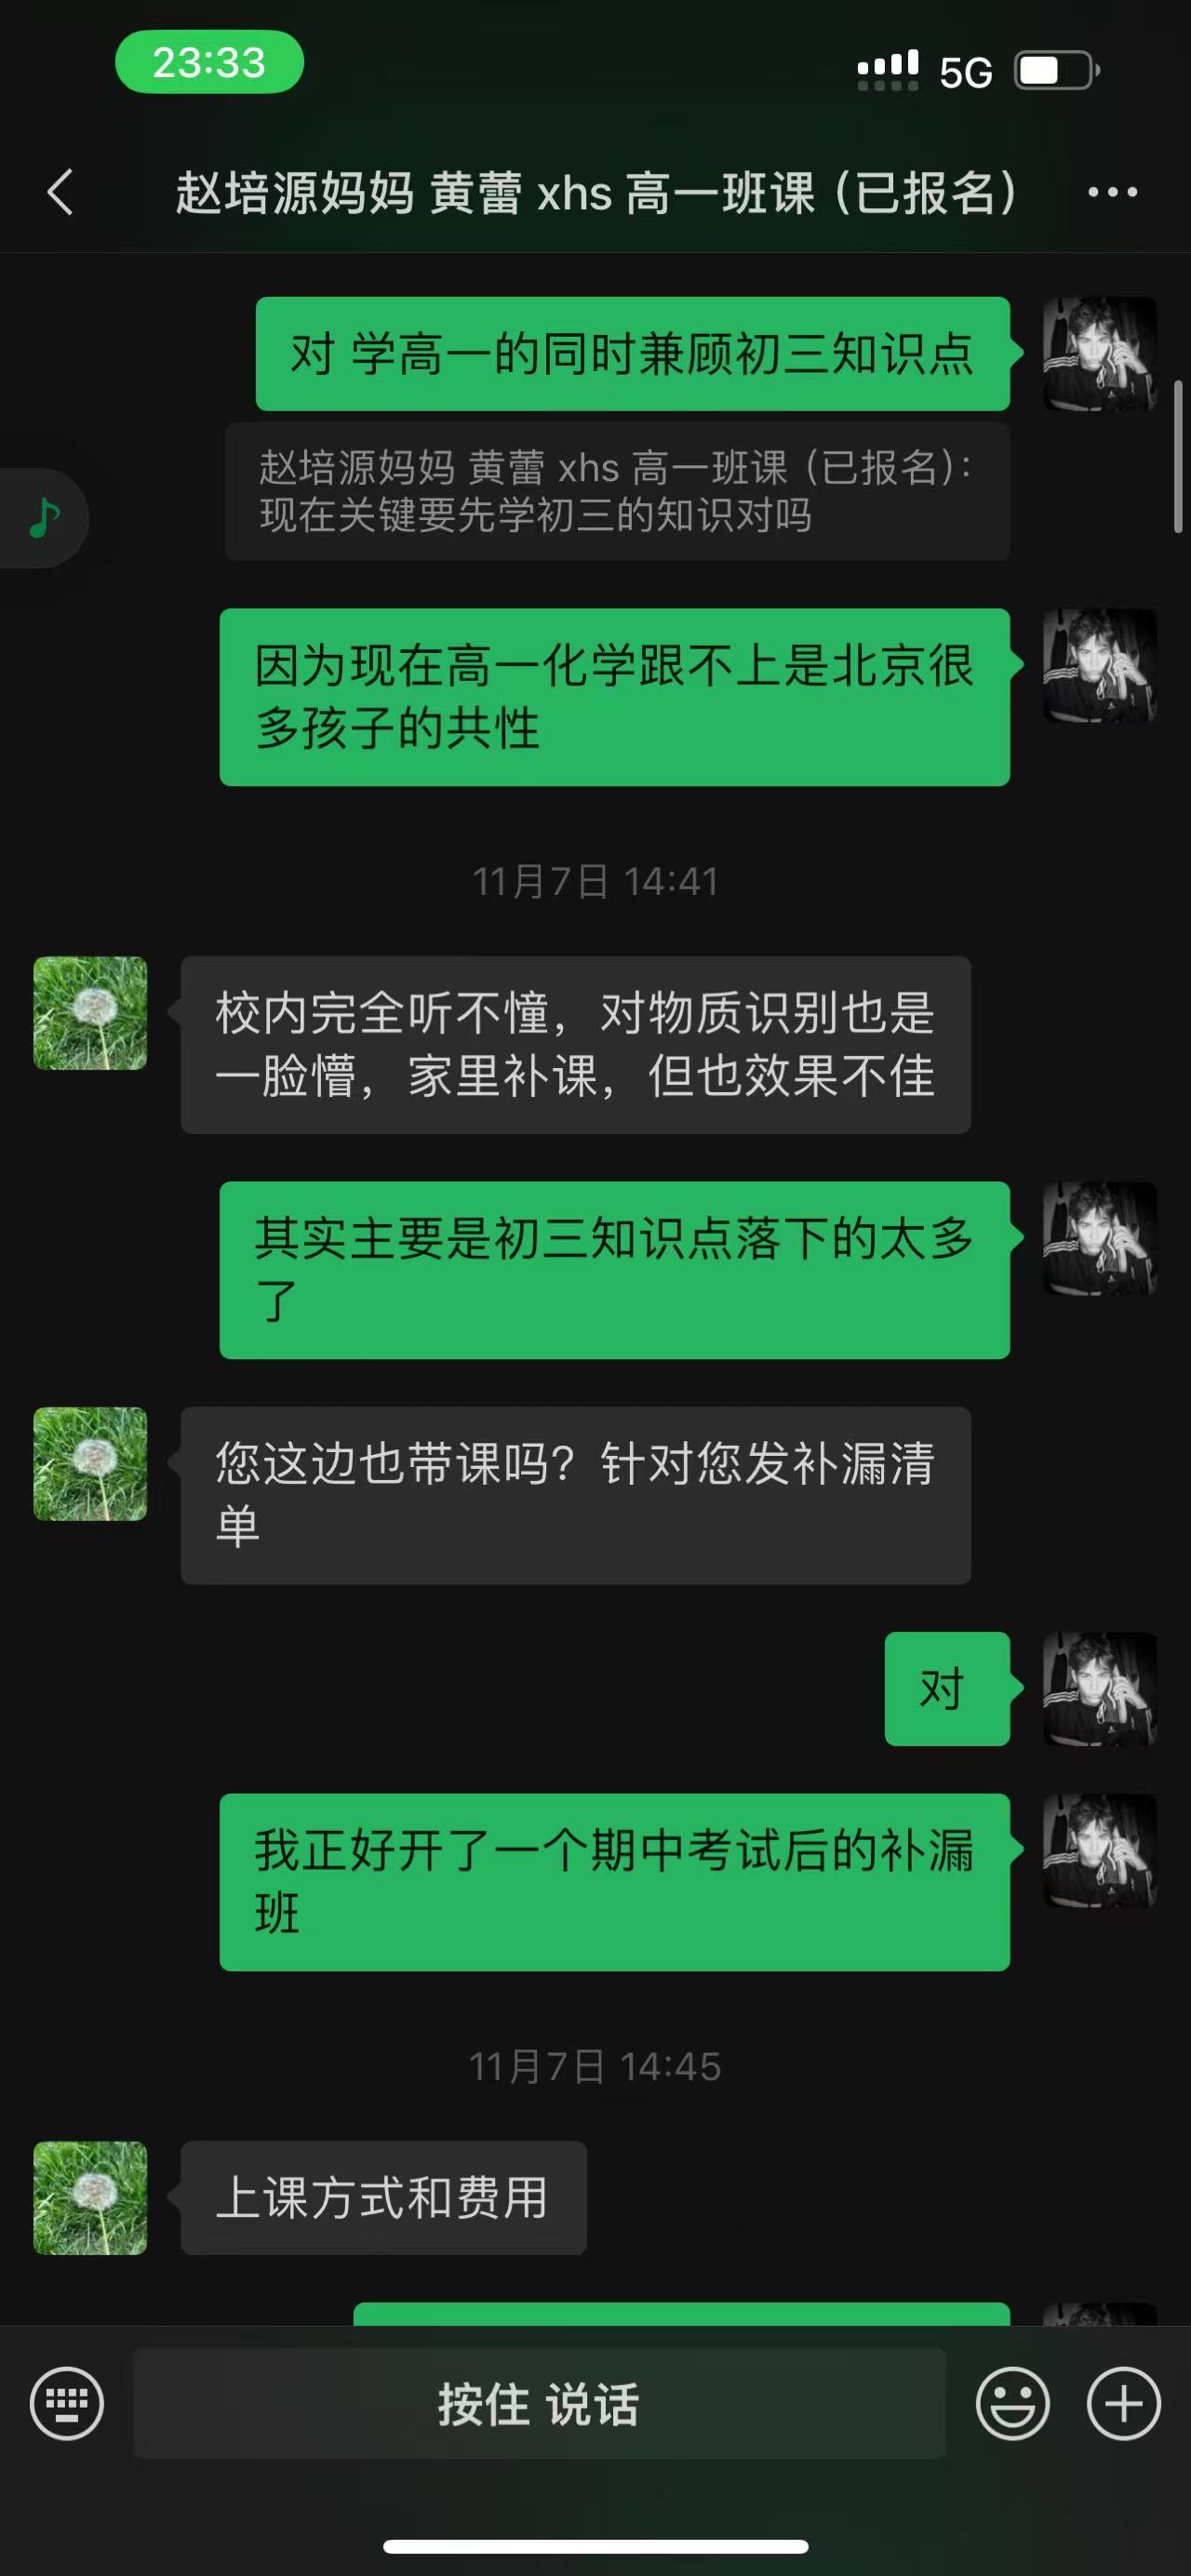 23:33
5G
赵培源妈妈 黄蕾 xhs 高一班课（已报名）
对 学高一的同时兼顾初三知识点
赵培源妈妈 黄蕾 xhs 高一班课（已报名）：
现在关键要先学初三的知识对吗
因为现在高一化学跟不上是北京很
多孩子的共性
11月7日 14:41
校内完全听不懂，对物质识别也是
一脸懵，家里补课，但也效果不佳
其实主要是初三知识点落下的太多
了
您这边也带课吗？针对您发补漏清
单
对
我正好开了一个期中考试后的补漏
班
11月7日 14:45
上课方式和费用
按住 说话